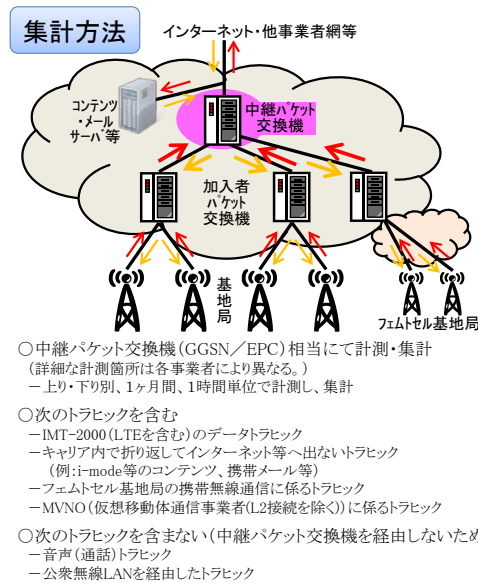 集計方法
インターネット・他事業者網等
コンテンツ
・メール
サーバ等
中継パケット
交換機
加入者
パケット
交換機
基地局
フェムトセル基地局
○中継パケット交換機(GGSN／EPC)相当にて計測・集計
(詳細な計測箇所は各事業者により異なる。)
－上り・下り別、1ヶ月間、1時間単位で計測し、集計
○次のトラヒックを含む
－IMT-2000(LTEを含む)のデータトラヒック
－キャリア内で折り返してインターネット等へ出ないトラヒック
(例:i-mode等のコンテンツ、携帯メール等)
－フェムトセル基地局の携帯無線通信に係るトラヒック
－MVNO(仮想移動体通信事業者(L2接続を除く))に係るトラヒック
○次のトラヒックを含まない(中継パケット交換機を経由しないため
－音声(通話)トラヒック
－公衆無線LANを経由したトラヒック